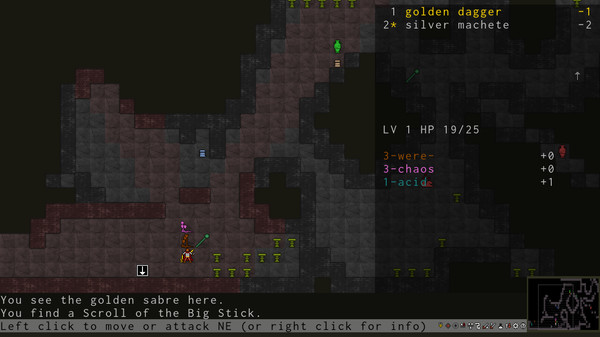 1 golden dagger -1
2* silver machete -2
LV 1 HP 19/25
3-were- +0
3-chaos +0
1-acid +1
You see the golden sabre here.
You find a Scroll of the Big Stick.
Left click to move or attack NE (or right click for info)